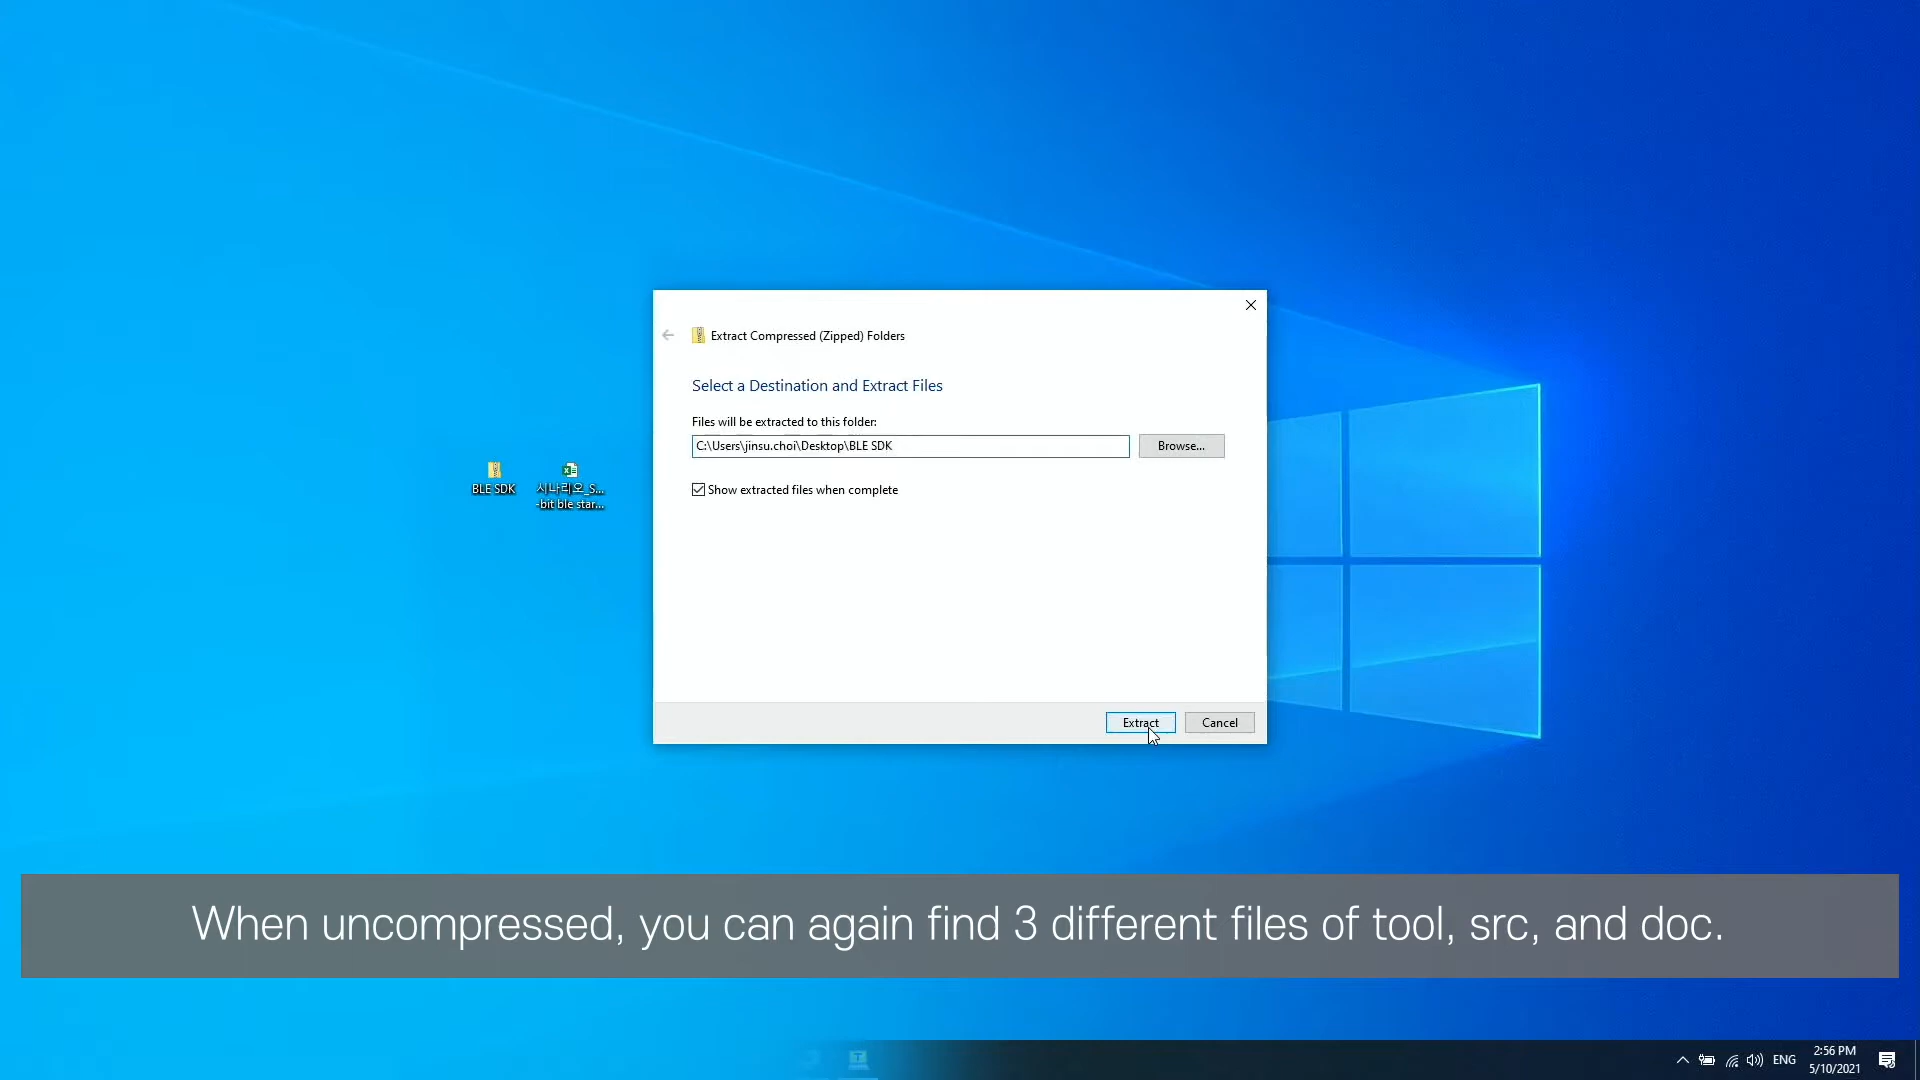 Extract Compressed (Zipped) Folders
Select a Destination and Extract Files
Files will be extracted to this folder:
C:\Users\jinsu.choi\Desktop\BLE SDK
Browse...
Show extracted files when complete
BLE SDK
시나리오_S...
-bit ble star...
Extract
Cancel
When uncompressed, you can again find 3 different files of tool, src, and doc.
ENG
2:56 PM
5/10/2021